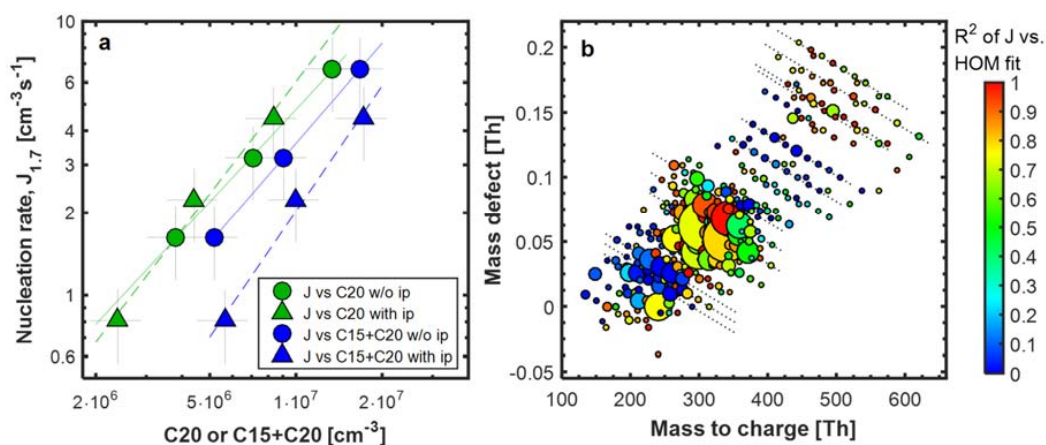 a
10
8
6
4
2
1
0.6
Nucleation rate, J1.7 [cm-3 s-1]
2·10^6
5·10^6
1·10^7
2·10^7
C20 or C15+C20 [cm-3]
J vs C20 w/o ip
J vs C20 with ip
J vs C15+C20 w/o ip
J vs C15+C20 with ip
b
0.2
0.15
0.1
0.05
0
-0.05
Mass defect [Th]
100 200 300 400 500 600
Mass to charge [Th]
R2 of J vs.
HOM fit
1
0.9
0.8
0.7
0.6
0.5
0.4
0.3
0.2
0.1
0